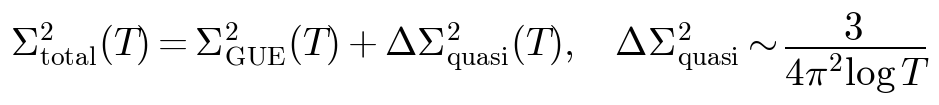 Σ²_total(T) = Σ²_GUE(T) + ΔΣ²_quasi(T),    ΔΣ²_quasi ∼ 3/(4π² log T)